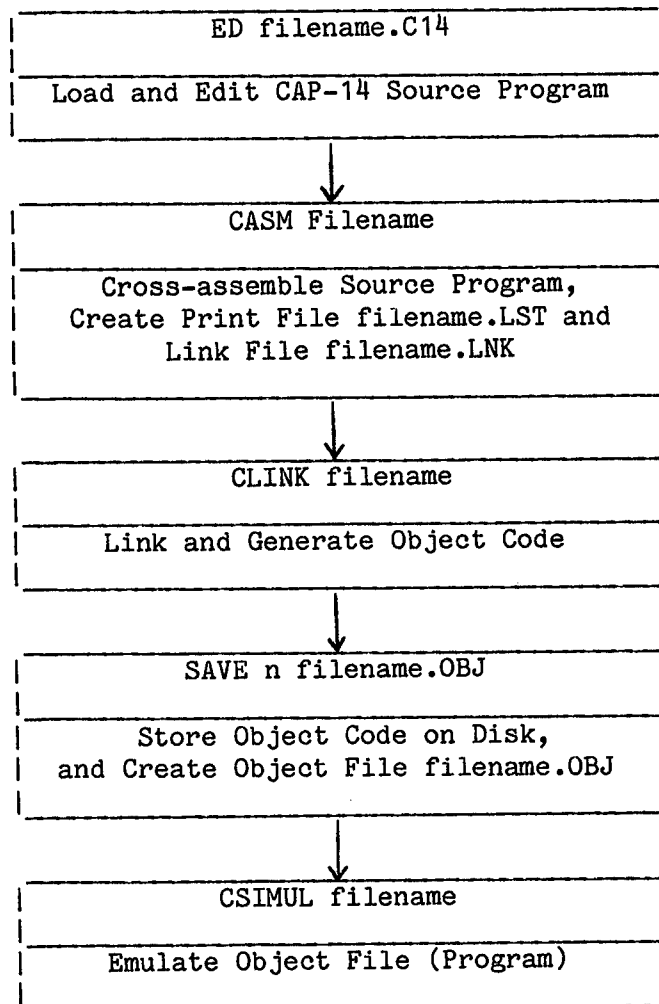 ED filename.C14
Load and Edit CAP-14 Source Program
CASM Filename
Cross-assemble Source Program,
Create Print File filename.LST and
Link File filename.LNK
CLINK filename
Link and Generate Object Code
SAVE n filename.OBJ
Store Object Code on Disk,
and Create Object File filename.OBJ
CSIMUL filename
Emulate Object File (Program)